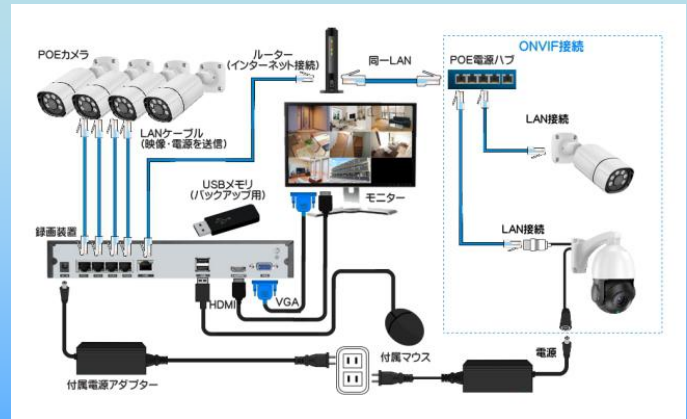 ONVIF接続
POEカメラ
ルーター
(インターネット接続)
同一LAN
POE電源ハブ
LANケーブル
(映像・電源を送信)
LAN接続
USBメモリ
(バックアップ用)
モニター
録画装置
LAN接続
HDMI
VGA
付属マウス
電源
付属電源アダプター